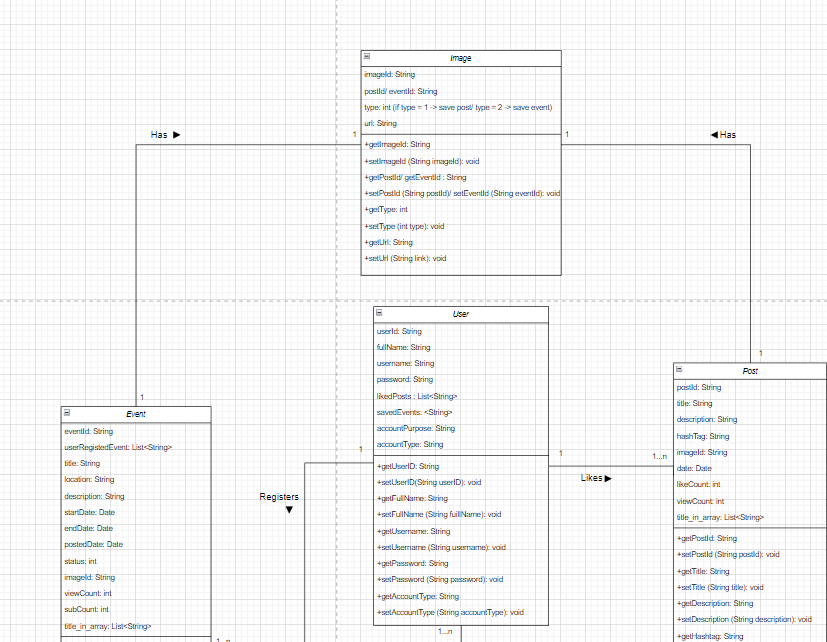 Image
imageId: String
postId/ eventId: String
type: int (if type = 1 -> save post/ type = 2 -> save event)
url: String
+getImageId: String
+setImageId (String imageId): void
+getPostId/ getEventId : String
+setPostId (String postId)/ setEventId (String eventId): void
+getType: int
+setType (int type): void
+getUrl: String
+setUrl (String link): void
Has ▶
1
1
◀ Has
1
1
User
userId: String
fullName: String
username: String
password: String
likedPosts : List<String>
savedEvents: <String>
accountPurpose: String
accountType: String
+getUserID: String
+setUserID(String userID): void
+getFullName: String
+setFullName (String fullName): void
+getUsername: String
+setUsername (String username): void
+getPassword: String
+setPassword (String password): void
+getAccountType: String
+setAccountType (String accountType): void
1
Registers
▼
1
Likes ▶
1...n
1...n
Event
eventId: String
userRegistedEvent: List<String>
title: String
location: String
description: String
startDate: Date
endDate: Date
postedDate: Date
status: int
imageId: String
viewCount: int
subCount: int
title_in_array: List<String>
1...n
Post
postId: String
title: String
description: String
hashTag: String
imageId: String
date: Date
likeCount: int
viewCount: int
title_in_array: List<String>
+getPostId: String
+setPostId (String postId): void
+getTitle: String
+setTitle (String title): void
+getDescription: String
+setDescription (String description): void
+getHashtag: String